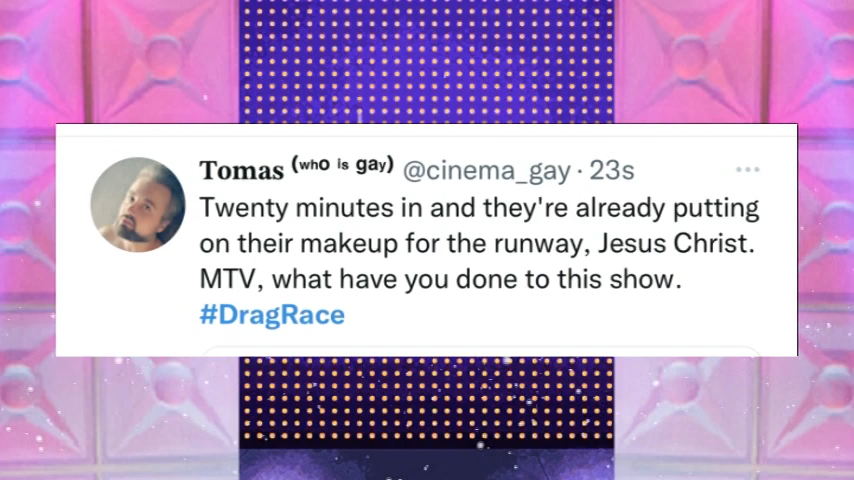 Tomas (who is gay) @cinema_gay · 23s
Twenty minutes in and they're already putting
on their makeup for the runway, Jesus Christ.
MTV, what have you done to this show.
#DragRace